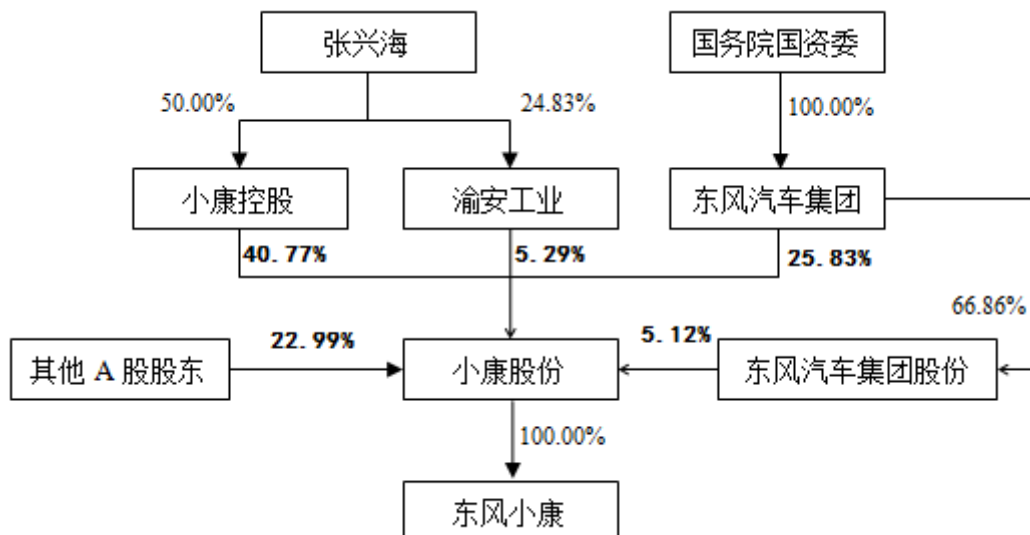 张兴海
国务院国资委
50.00%
24.83%
100.00%
小康控股
渝安工业
东风汽车集团
40.77%
5.29%
25.83%
66.86%
22.99%
5.12%
其他 A 股股东
小康股份
东风汽车集团股份
100.00%
东风小康